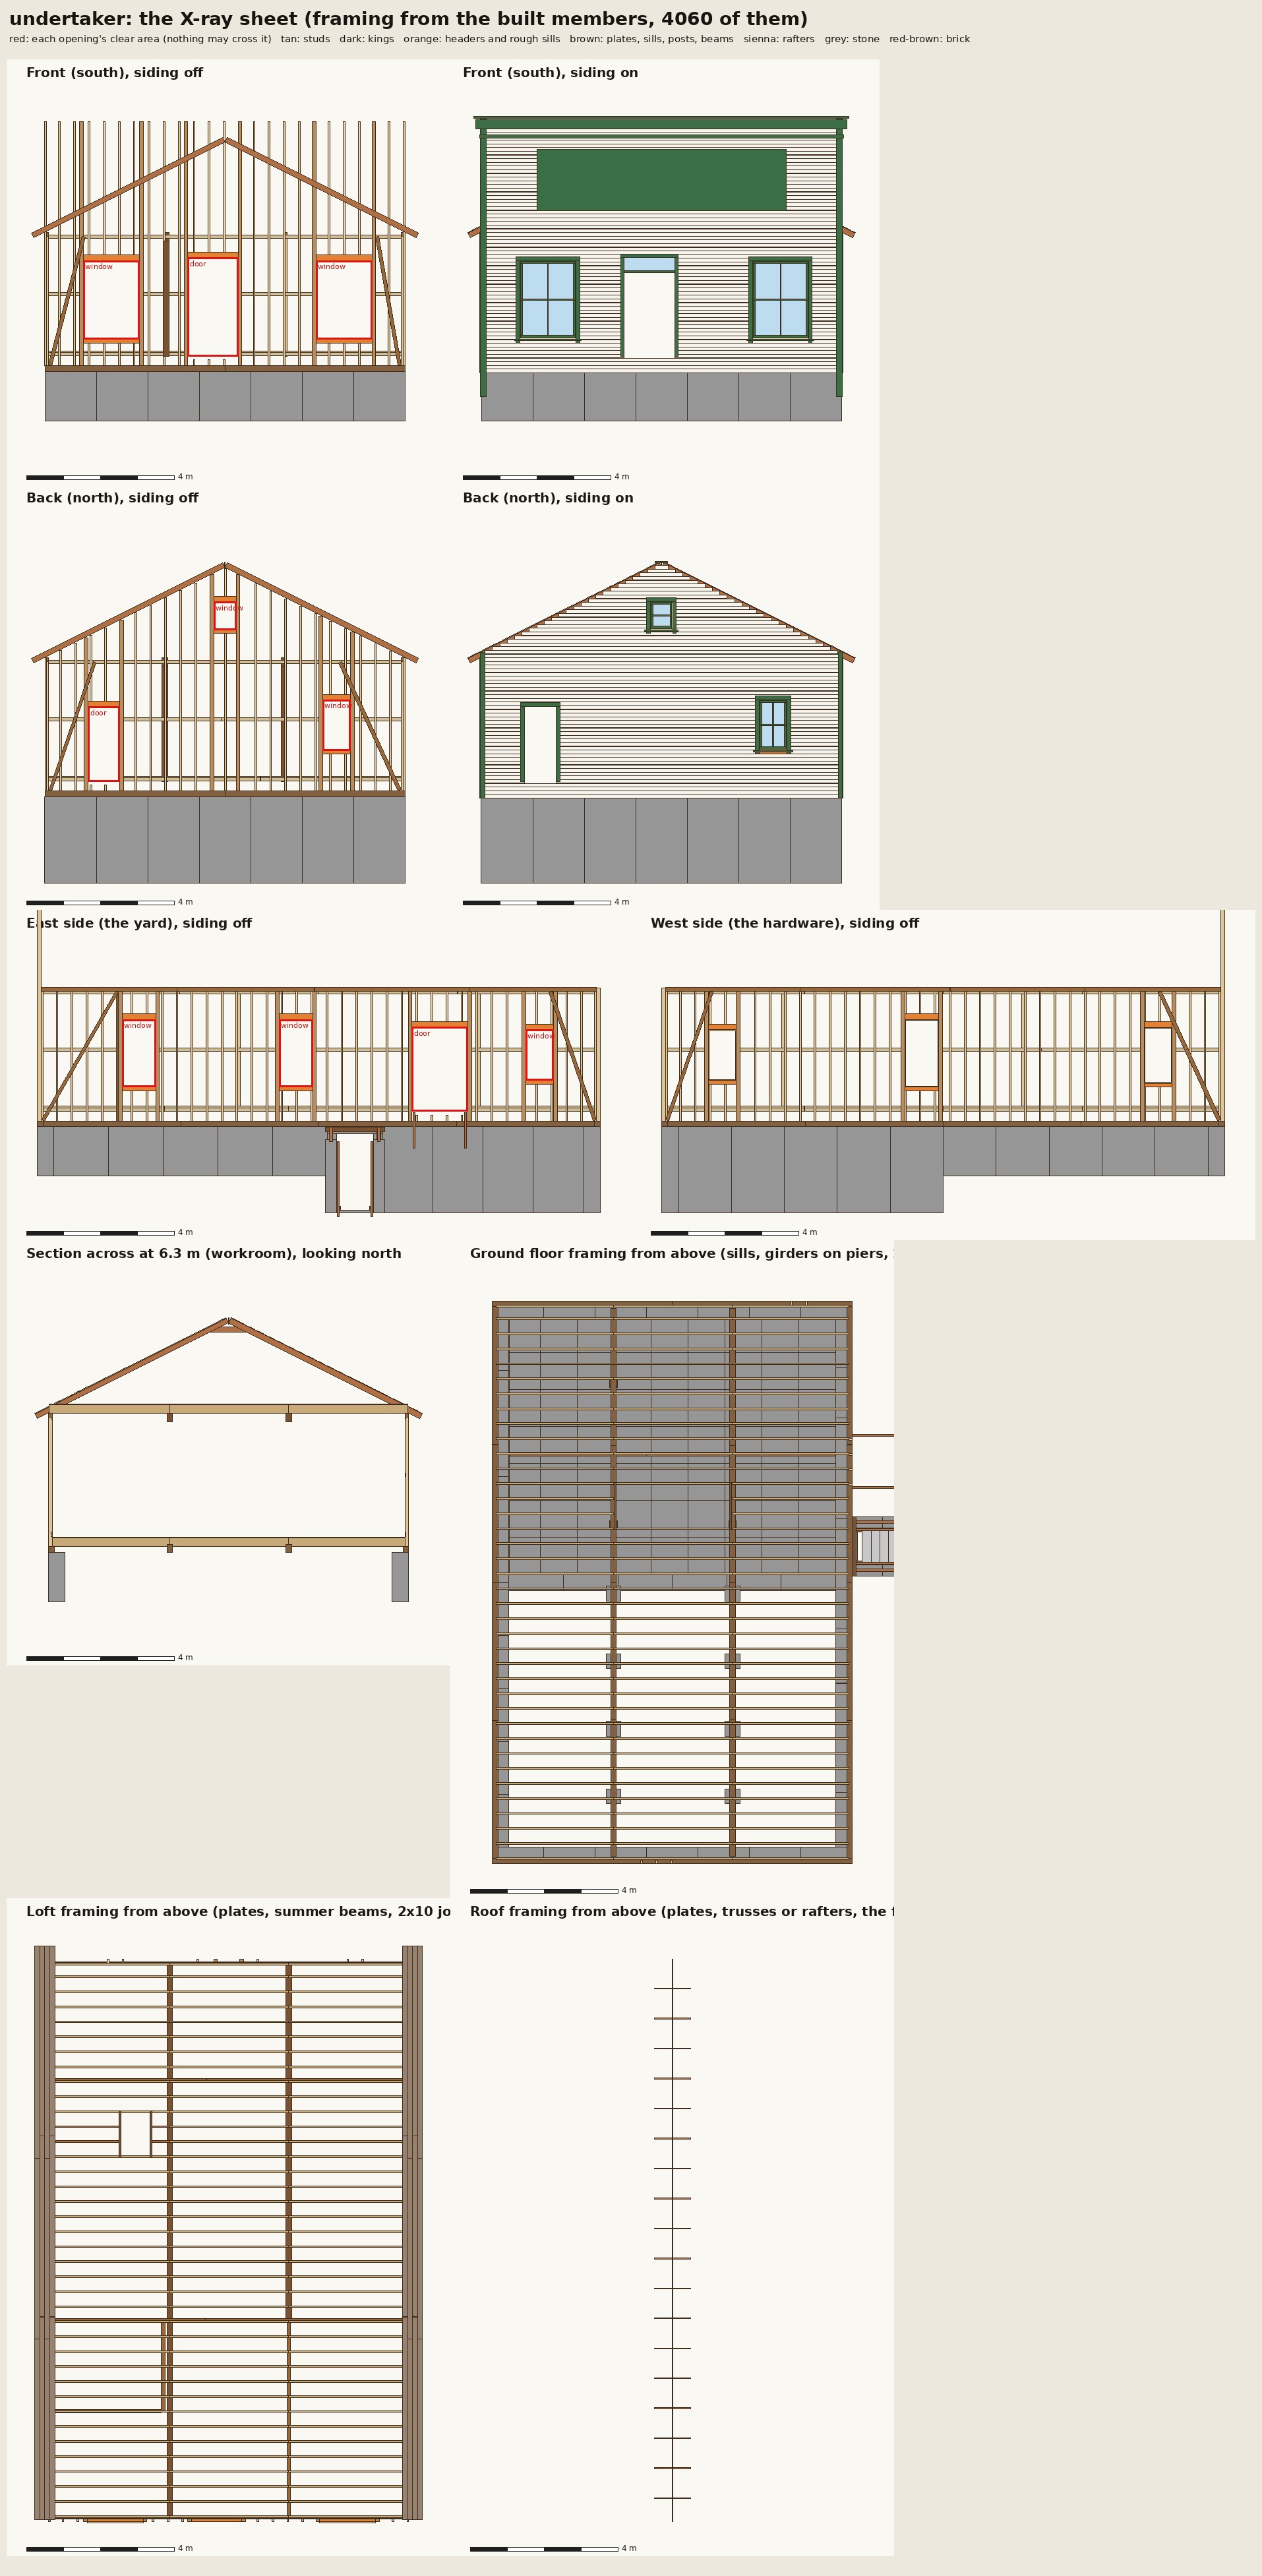 undertaker: the X-ray sheet (framing from the built members, 4060 of them)
red: each opening's clear area (nothing may cross it) tan: studs dark: kings orange: headers and rough sills brown: plates, sills, posts, beams sienna: rafters grey: stone red-brown: brick
Front (south), siding off
Front (south), siding on
window
door
window
4 m
4 m
Back (north), siding off
Back (north), siding on
window
door
window
4 m
4 m
East side (the yard), siding off
West side (the hardware), siding off
window
window
door
window
4 m
4 m
Section across at 6.3 m (workroom), looking north
Ground floor framing from above (sills, girders on piers,
4 m
4 m
Loft framing from above (plates, summer beams, 2x10 jo
Roof framing from above (plates, trusses or rafters, the
4 m
4 m